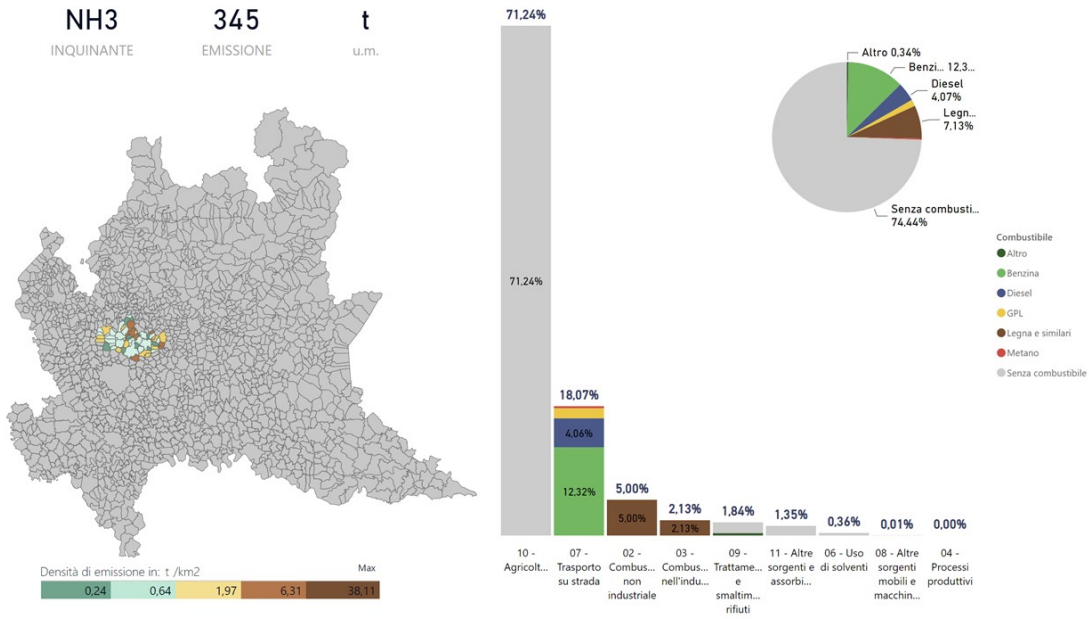 NH3
345
t
INQUINANTE
EMISSIONE
u.m.
Densità di emissione in: t /km2
Max
0,24
0,64
1,97
6,31
38,11
71,24%
71,24%
18,07%
4,06%
12,32%
5,00%
5,00%
2,13%
2,13%
1,84%
1,35%
0,36%
0,01%
0,00%
10 -
Agricolt...
07 -
Trasporto
su strada
02 -
Combus...
non
industriale
03 -
Combus...
nell'indu...
09 -
Trattame...
e
smaltim...
rifiuti
11 - Altre
sorgenti e
assorbi...
06 - Uso
di solventi
08 - Altre
sorgenti
mobili e
macchin...
04 -
Processi
produttivi
Altro 0,34%
Benzi... 12,3...
Diesel
4,07%
Legn...
7,13%
Senza combusti...
74,44%
Combustibile
Altro
Benzina
Diesel
GPL
Legna e similari
Metano
Senza combustibile